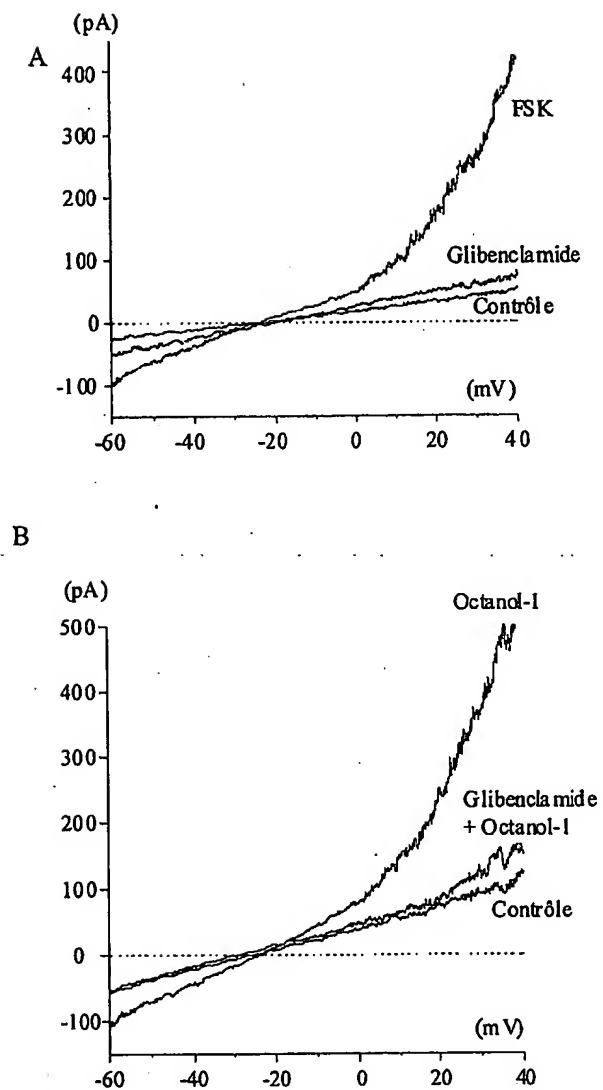 (pA)
A
400
300
200
100
0
-100
FSK
Glibenclamide
Contrôle
(mV)
-60
-40
-20
0
20
40
B
(pA)
500
400
300
200
100
0
-100
Octanol-1
Glibenclamide
+ Octanol-1
Contrôle
(mV)
-60
-40
-20
0
20
40